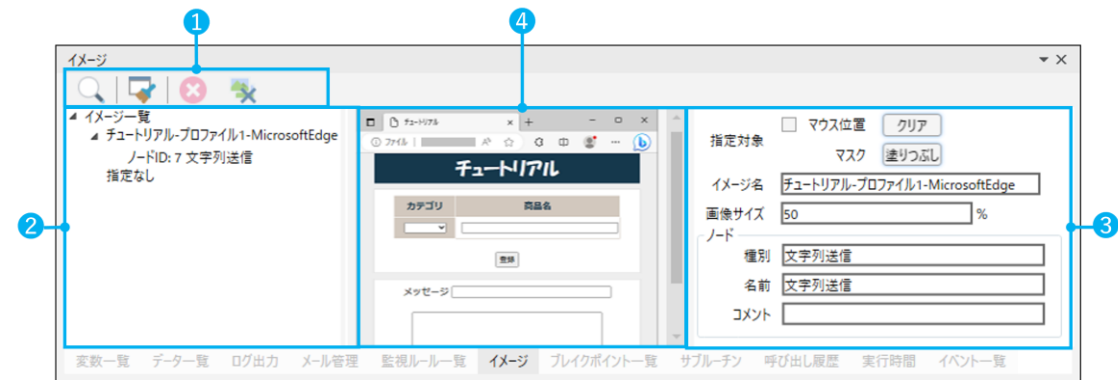 1
4
イメージ
イメージ一覧
チュートリアル-プロファイル1-MicrosoftEdge
ノードID: 7 文字列送信
指定なし
2
チュートリアル
ファイル
チュートリアル
カテゴリ 商品名
登録
メッセージ
3
指定対象
マウス位置 クリア
マスク 塗りつぶし
イメージ名 チュートリアル-プロファイル1-MicrosoftEdge
画像サイズ 50 %
ノード
種別 文字列送信
名前 文字列送信
コメント
変数一覧 データ一覧 ログ出力 メール管理 監視ルール一覧 イメージ ブレイクポイント一覧 サブルーチン 呼び出し履歴 実行時間 イベント一覧